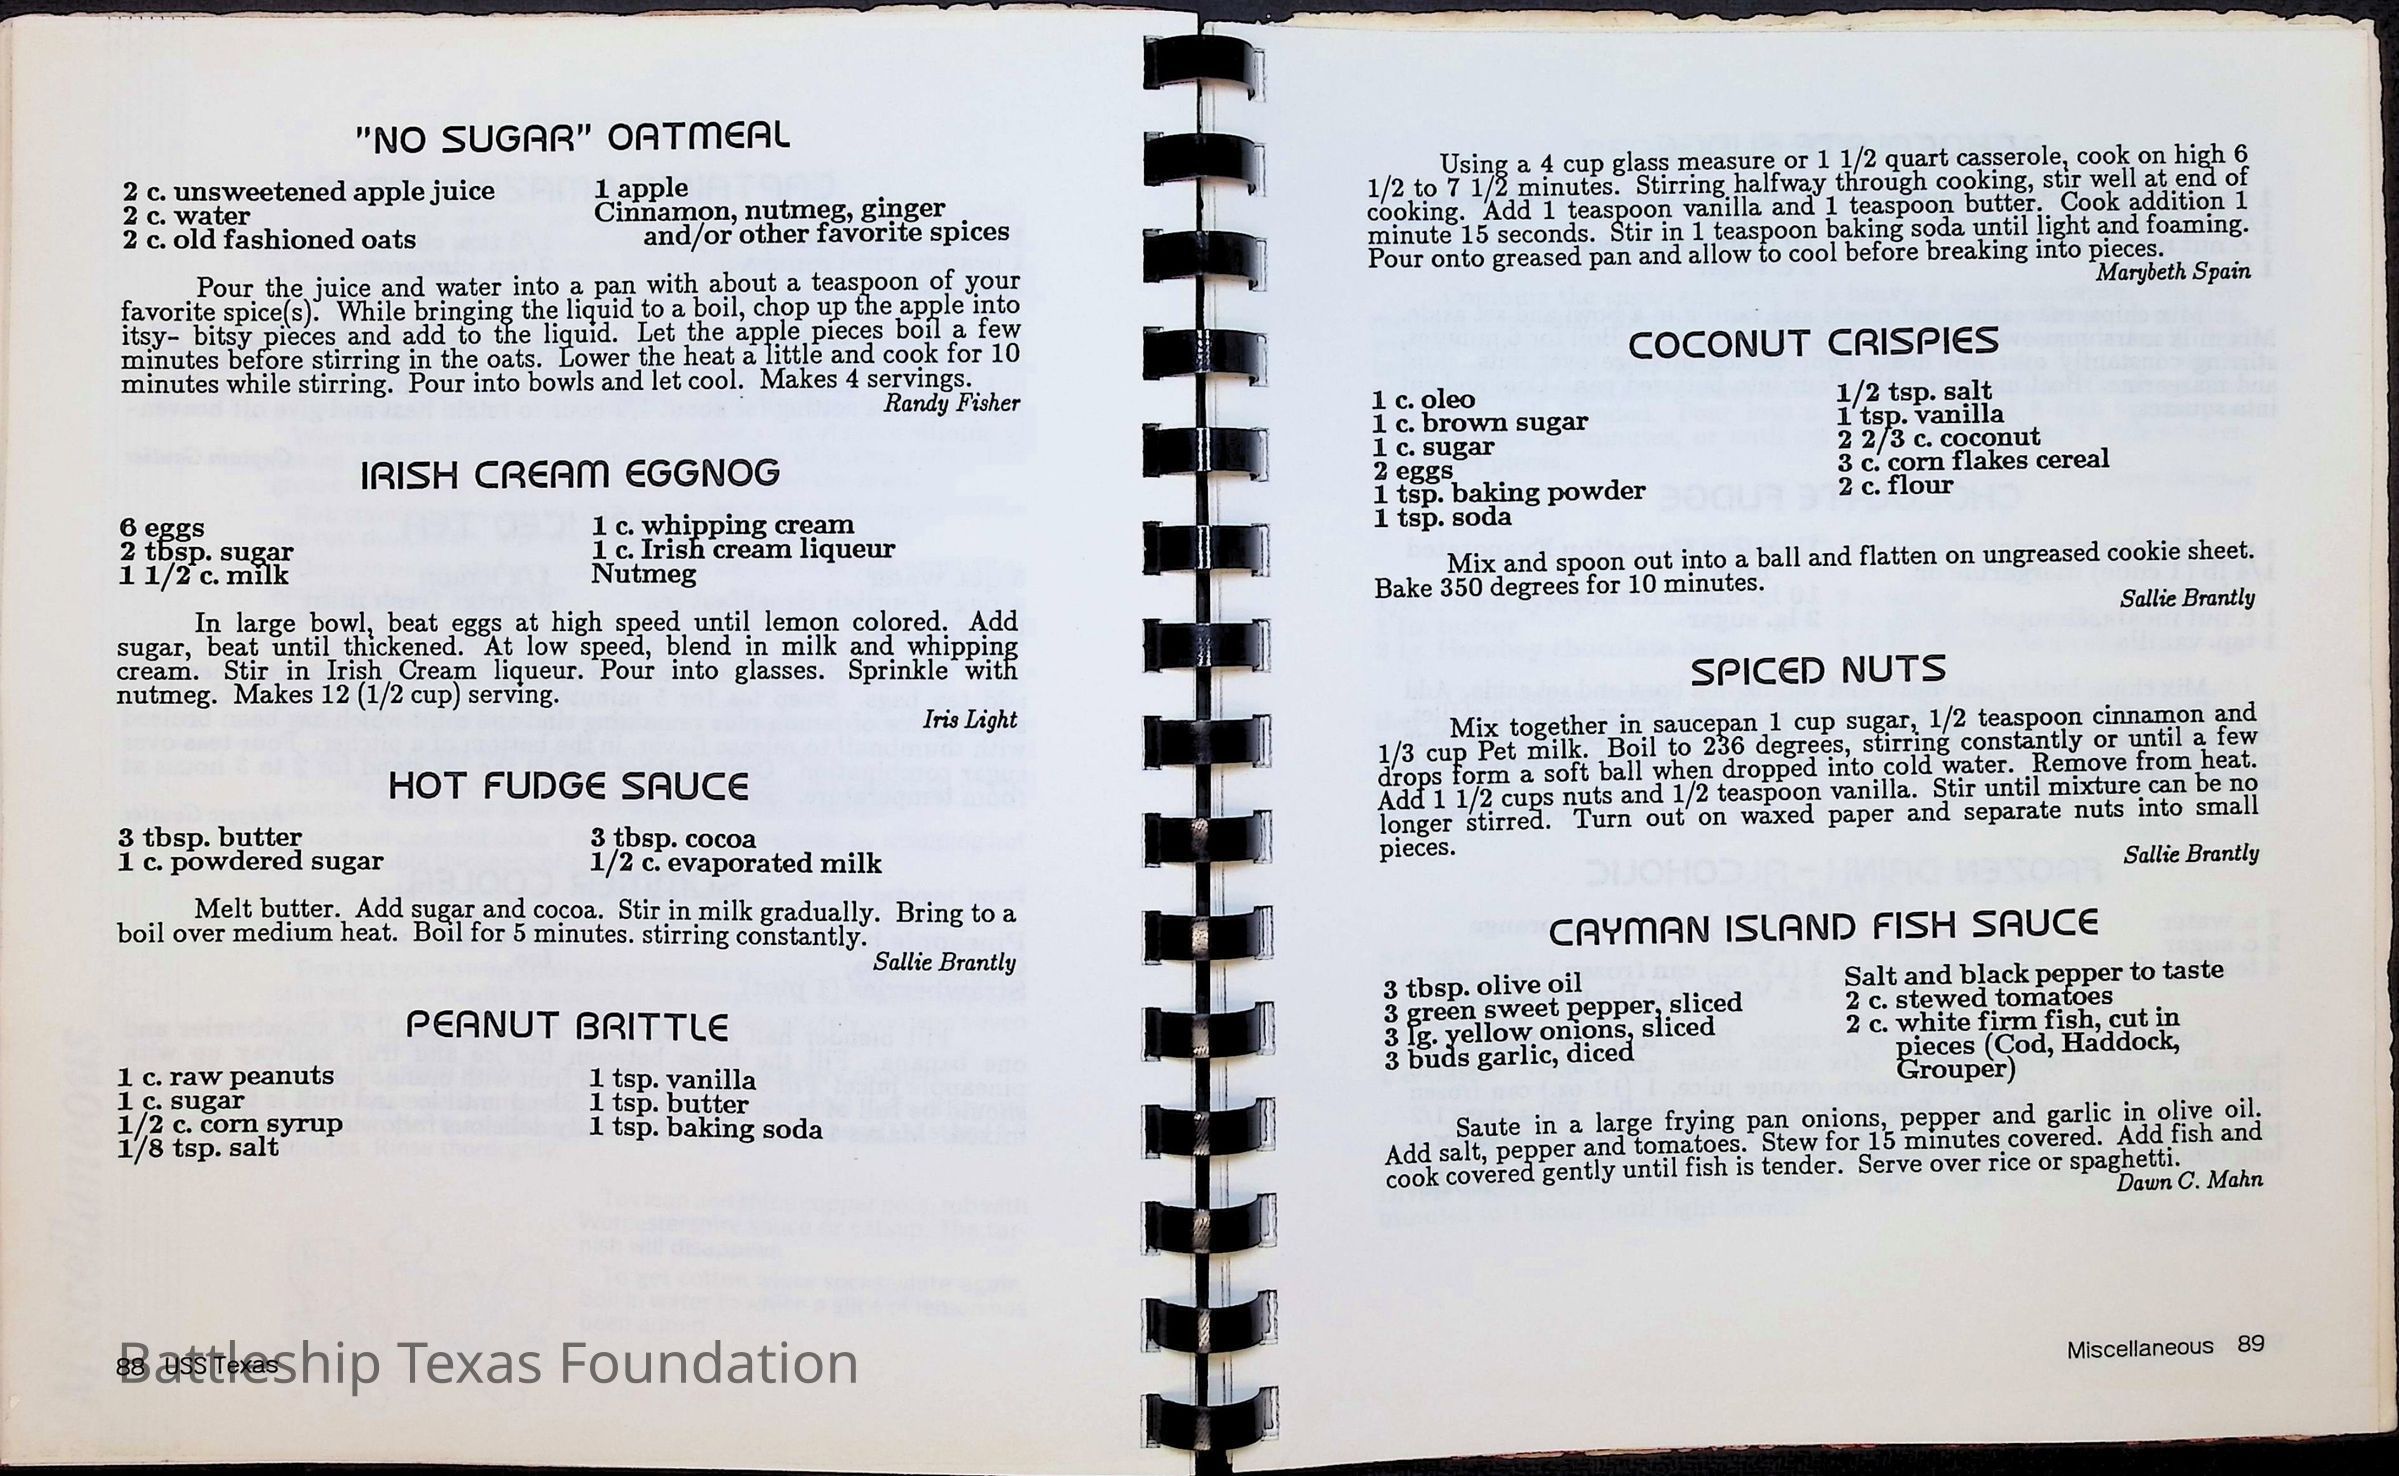 "NO SUGAR" OATMEAL
2 c. unsweetened apple juice
2 c. water
2 c. old fashioned oats
1 apple
Cinnamon, nutmeg, ginger
and/or other favorite spices
Pour the juice and water into a pan with about a teaspoon of your
favorite spice(s). While bringing the liquid to a boil, chop up the apple into
itsy- bitsy pieces and add to the liquid. Let the apple pieces boil a few
minutes before stirring in the oats. Lower the heat a little and cook for 10
minutes while stirring. Pour into bowls and let cool. Makes 4 servings.
Randy Fisher
IRISH CREAM EGGNOG
6 eggs
2 tbsp. sugar
1 1/2 c. milk
1 c. whipping cream
1 c. Irish cream liqueur
Nutmeg
In large bowl, beat eggs at high speed until lemon colored. Add
sugar, beat until thickened. At low speed, blend in milk and whipping
cream. Stir in Irish Cream liqueur. Pour into glasses. Sprinkle with
nutmeg. Makes 12 (1/2 cup) serving.
Iris Light
HOT FUDGE SAUCE
3 tbsp. butter
1 c. powdered sugar
3 tbsp. cocoa
1/2 c. evaporated milk
Melt butter. Add sugar and cocoa. Stir in milk gradually. Bring to a
boil over medium heat. Boil for 5 minutes. stirring constantly.
Sallie Brantly
PEANUT BRITTLE
1 c. raw peanuts
1 c. sugar
1/2 c. corn syrup
1/8 tsp. salt
1 tsp. vanilla
1 tsp. butter
1 tsp. baking soda
88 USS Texas
Battleship Texas Foundation
Using a 4 cup glass measure or 1 1/2 quart casserole, cook on high 6
1/2 to 7 1/2 minutes. Stirring halfway through cooking, stir well at end of
cooking. Add 1 teaspoon vanilla and 1 teaspoon butter. Cook addition 1
minute 15 seconds. Stir in 1 teaspoon baking soda until light and foaming.
Pour onto greased pan and allow to cool before breaking into pieces.
Marybeth Spain
COCONUT CRISPIES
1 c. oleo
1 c. brown sugar
1 c. sugar
2 eggs
1 tsp. baking powder
1 tsp. soda
1/2 tsp. salt
1 tsp. vanilla
2 2/3 c. coconut
3 c. corn flakes cereal
2 c. flour
Mix and spoon out into a ball and flatten on ungreased cookie sheet.
Bake 350 degrees for 10 minutes.
Sallie Brantly
SPICED NUTS
Mix together in saucepan 1 cup sugar, 1/2 teaspoon cinnamon and
1/3 cup Pet milk. Boil to 236 degrees, stirring constantly or until a few
drops form a soft ball when dropped into cold water. Remove from heat.
Add 1 1/2 cups nuts and 1/2 teaspoon vanilla. Stir until mixture can be no
longer stirred. Turn out on waxed paper and separate nuts into small
pieces.
Sallie Brantly
CAYMAN ISLAND FISH SAUCE
3 tbsp. olive oil
3 green sweet pepper, sliced
3 lg. yellow onions, sliced
3 buds garlic, diced
Salt and black pepper to taste
2 c. stewed tomatoes
2 c. white firm fish, cut in
pieces (Cod, Haddock,
Grouper)
Saute in a large frying pan onions, pepper and garlic in olive oil.
Add salt, pepper and tomatoes. Stew for 15 minutes covered. Add fish and
cook covered gently until fish is tender. Serve over rice or spaghetti.
Dawn C. Mahn
Miscellaneous 89